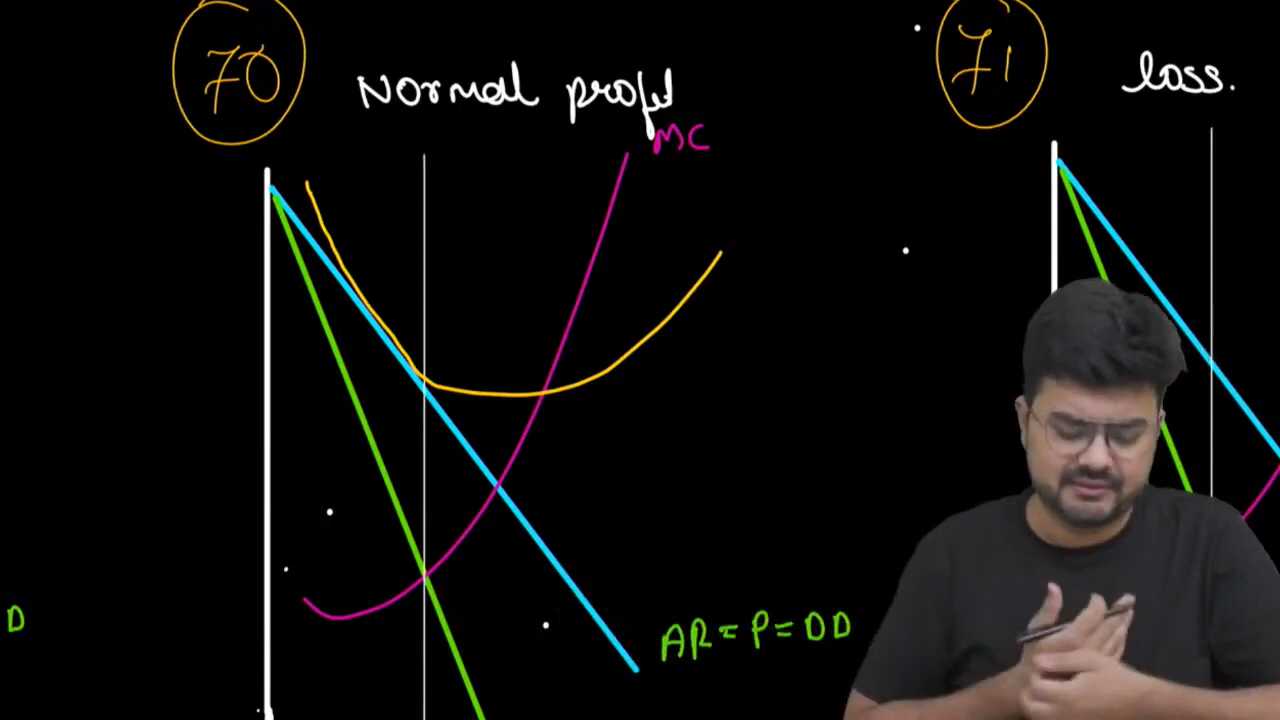 70
Normal profit
MC
AR = P = DD
D
71
loss.